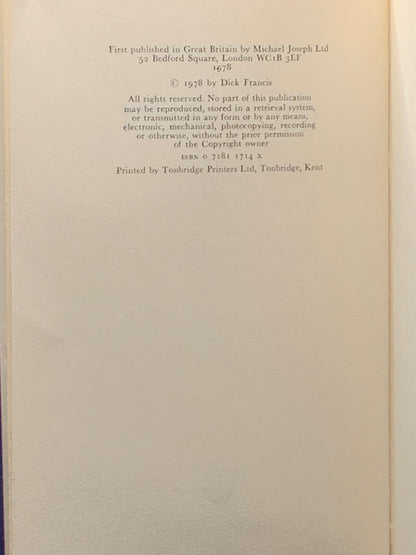 First published in Great Britain by Michael Joseph Ltd
52 Bedford Square, London WC1B 3EF
1978
© 1978 by Dick Francis
All rights reserved. No part of this publication
may be reproduced, stored in a retrieval system,
or transmitted in any form or by any means,
electronic, mechanical, photocopying, recording
or otherwise, without the prior permission
of the Copyright owner
ISBN 0 7181 1714 X
Printed by Tonbridge Printers Ltd, Tonbridge, Kent